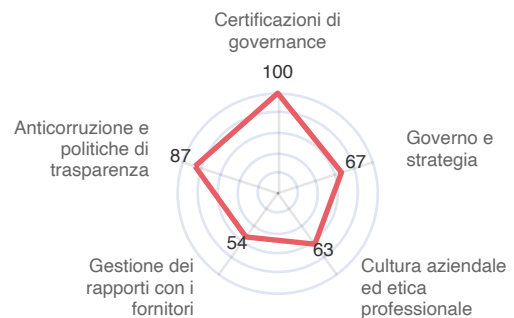 Certificazioni di
governance
100
Governo e
strategia
67
Cultura aziendale
ed etica
professionale
63
Gestione dei
rapporti con i
fornitori
54
Anticorruzione e
politiche di
trasparenza
87